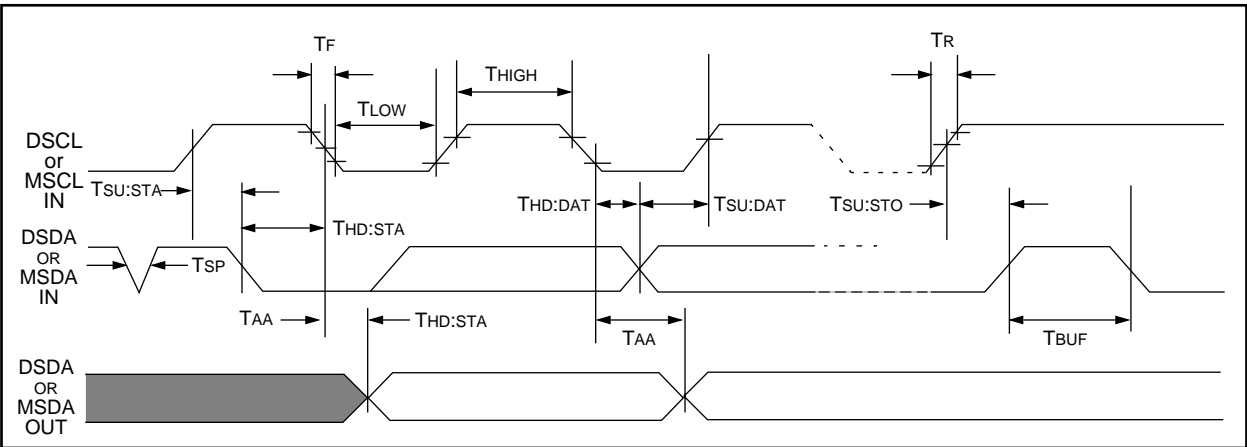 TF
TR
THIGH
TLOW
DSCL
or
MSCL
IN
TSU:STA
THD:DAT
TSU:DAT
TSU:STO
THD:STA
DSDA
OR
MSDA
IN
TSP
TAA
THD:STA
TAA
TBUF
DSDA
OR
MSDA
OUT